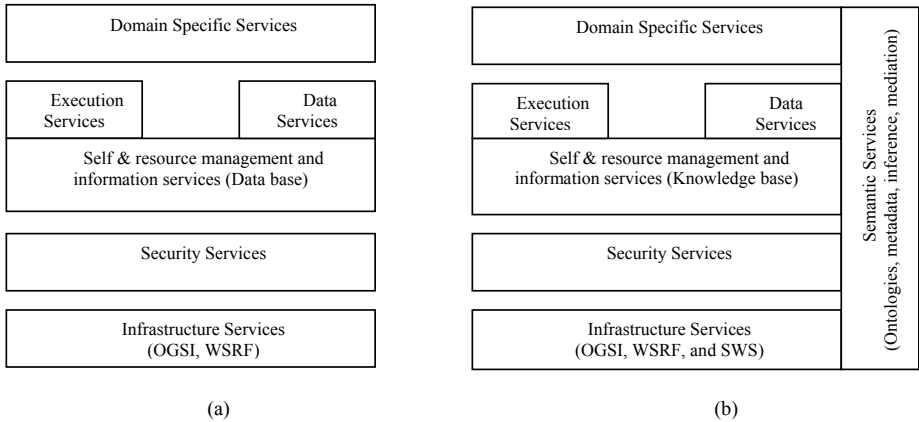 Domain Specific Services
Execution
Services
Data
Services
Self & resource management and
information services (Data base)
Security Services
Infrastructure Services
(OGSI, WSRF)
(a)
Domain Specific Services
Execution
Services
Data
Services
Self & resource management and
information services (Knowledge base)
Security Services
Infrastructure Services
(OGSI, WSRF, and SWS)
Semantic Services
(Ontologies, metadata, inference, mediation)
(b)